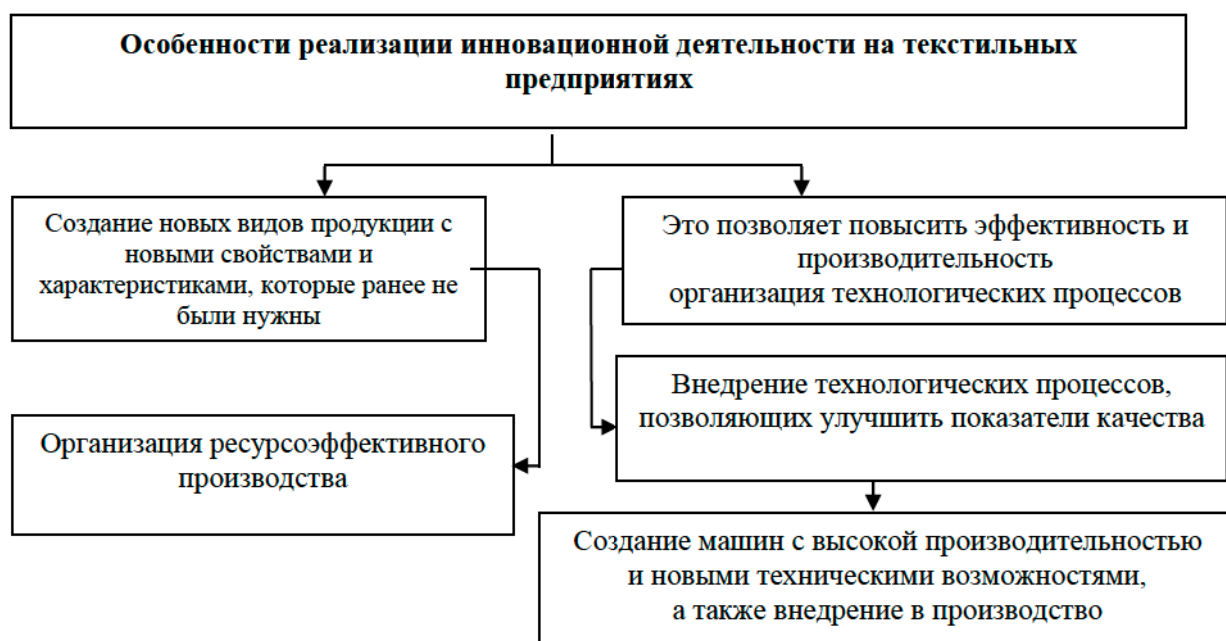 Особенности реализации инновационной деятельности на текстильных
предприятиях
Создание новых видов продукции с
новыми свойствами и
характеристиками, которые ранее не
были нужны
Это позволяет повысить эффективность и
производительность
организация технологических процессов
Организация ресурсоэффективного
производства
Внедрение технологических процессов,
позволяющих улучшить показатели качества
Создание машин с высокой производительностью
и новыми техническими возможностями,
а также внедрение в производство